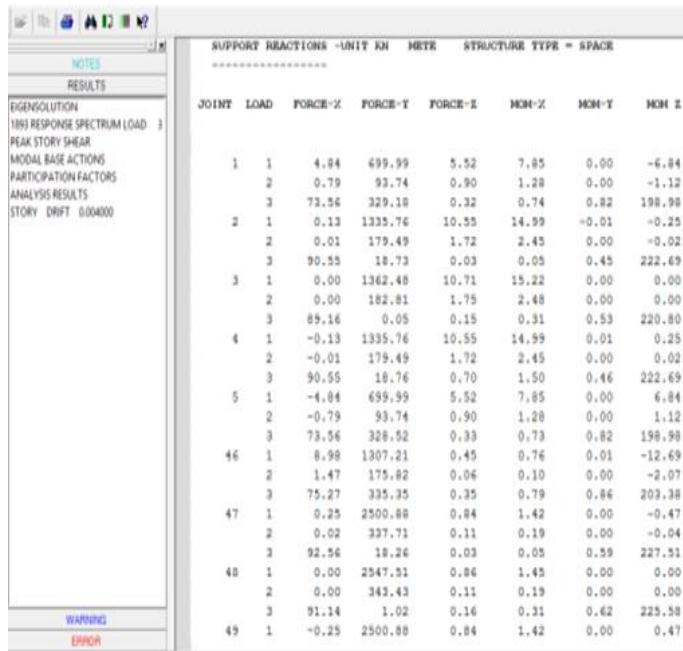 NOTES
RESULTS
EIGENSOLUTION
1893 RESPONSE SPECTRUM LOAD 3
PEAK STORY SHEAR
MODAL BASE ACTIONS
PARTICIPATION FACTORS
ANALYSIS RESULTS
STORY DRIFT 0.004000
WARNING
ERROR
SUPPORT REACTIONS -UNIT KN METE STRUCTURE TYPE = SPACE
-----------------
JOINT LOAD FORCE-X FORCE-Y FORCE-Z MOM-X MOM-Y MOM Z
1 1 4.84 699.99 5.52 7.85 0.00 -6.84
2 0.79 93.74 0.90 1.28 0.00 -1.12
3 73.56 329.18 0.32 0.74 0.82 198.98
2 1 0.13 1335.76 10.55 14.99 -0.01 -0.25
2 0.01 179.49 1.72 2.45 0.00 -0.02
3 90.55 18.73 0.03 0.05 0.45 222.69
3 1 0.00 1362.48 10.71 15.22 0.00 0.00
2 0.00 182.81 1.75 2.48 0.00 0.00
3 89.16 0.05 0.15 0.31 0.53 220.80
4 1 -0.13 1335.76 10.55 14.99 0.01 0.25
2 -0.01 179.49 1.72 2.45 0.00 0.02
3 90.55 18.76 0.70 1.50 0.46 222.69
5 1 -4.84 699.99 5.52 7.85 0.00 6.84
2 -0.79 93.74 0.90 1.28 0.00 1.12
3 73.56 328.52 0.33 0.73 0.82 198.98
46 1 8.98 1307.21 0.45 0.76 0.01 -12.69
2 1.47 175.82 0.06 0.10 0.00 -2.07
3 75.27 335.35 0.35 0.79 0.86 203.38
47 1 0.25 2500.88 0.84 1.42 0.00 -0.47
2 0.02 337.71 0.11 0.19 0.00 -0.04
3 92.56 18.26 0.03 0.05 0.59 227.51
48 1 0.00 2547.51 0.86 1.45 0.00 0.00
2 0.00 343.43 0.11 0.19 0.00 0.00
3 91.14 1.02 0.16 0.31 0.62 225.58
49 1 -0.25 2500.88 0.84 1.42 0.00 0.47